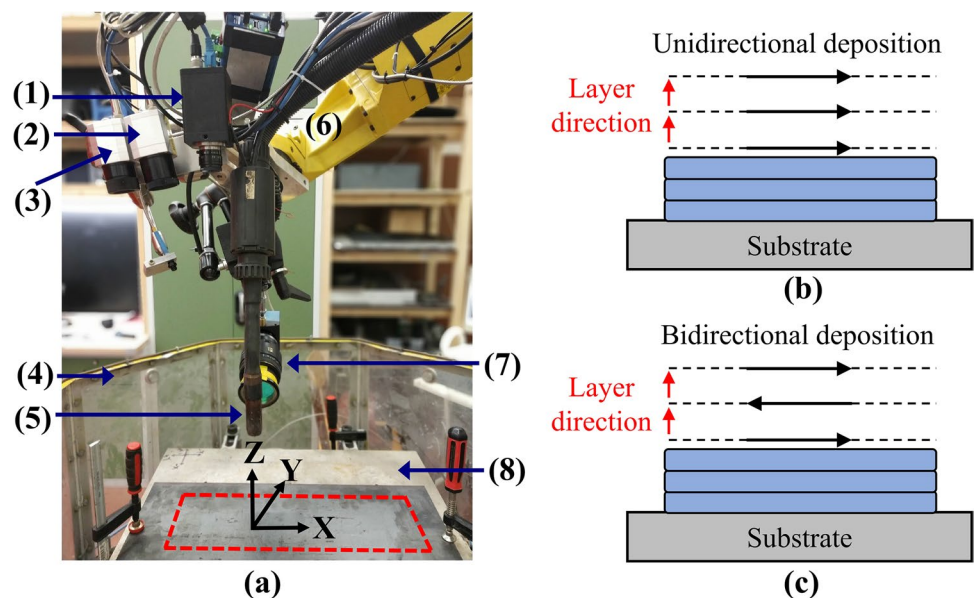 (1)
(2)
(3)
(4)
(5)
(6)
(7)
(8)
Z
Y
X
(a)
Unidirectional deposition
Layer
direction
Substrate
(b)
Bidirectional deposition
Layer
direction
Substrate
(c)